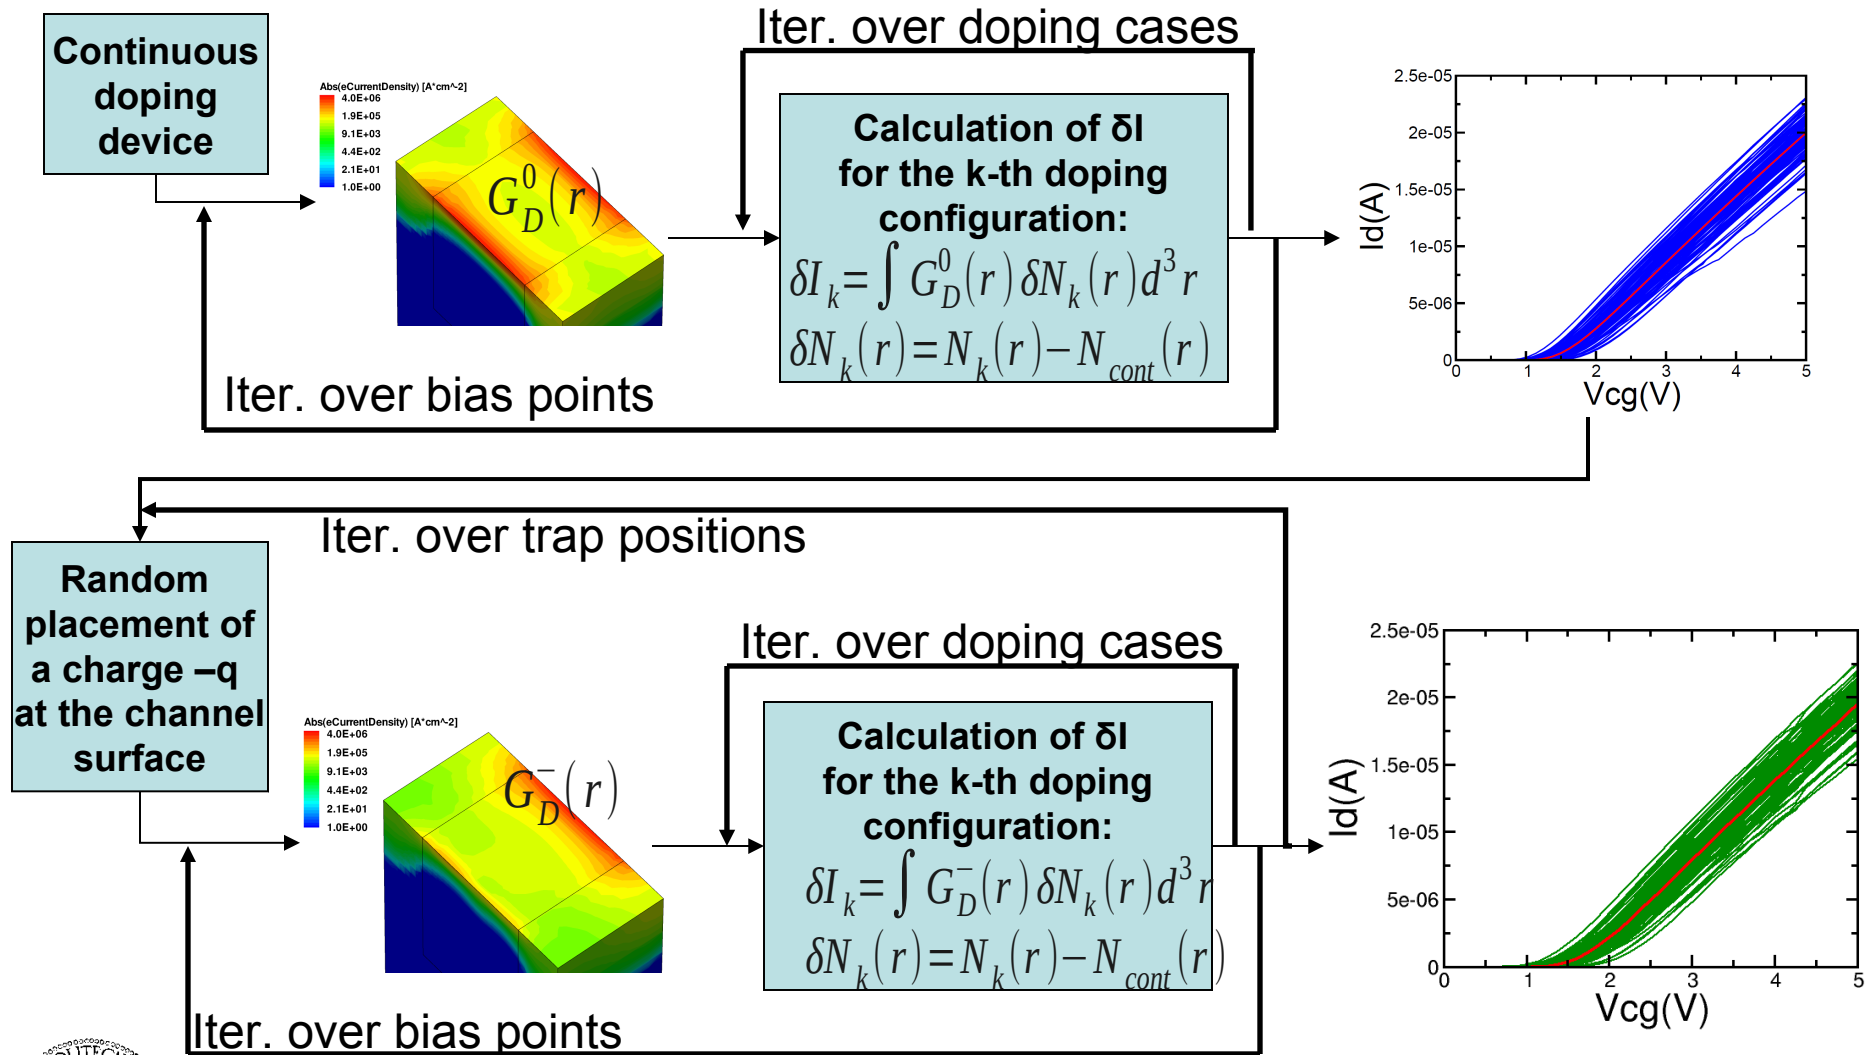 Continuous
doping
device
Abs(eCurrentDensity) [A*cm^-2]
4.0E+06
1.9E+05
9.1E+03
4.4E+02
2.1E+01
1.0E+00
G_D^0(r)
Iter. over doping cases
Calculation of δI
for the k-th doping
configuration:
δI_k=∫ G_D^0(r) δN_k(r)d^3 r
δN_k(r)=N_k(r)−N_cont(r)
Iter. over bias points
2.5e-05
2e-05
1.5e-05
1e-05
5e-06
0
Id(A)
0 1 2 3 4 5
Vcg(V)
Iter. over trap positions
Random
placement of
a charge –q
at the channel
surface
Abs(eCurrentDensity) [A*cm^-2]
4.0E+06
1.9E+05
9.1E+03
4.4E+02
2.1E+01
1.0E+00
G_D^−(r)
Iter. over doping cases
Calculation of δI
for the k-th doping
configuration:
δI_k=∫ G_D^−(r) δN_k(r)d^3 r
δN_k(r)=N_k(r)−N_cont(r)
Iter. over bias points
2.5e-05
2e-05
1.5e-05
1e-05
5e-06
0
Id(A)
0 1 2 3 4 5
Vcg(V)